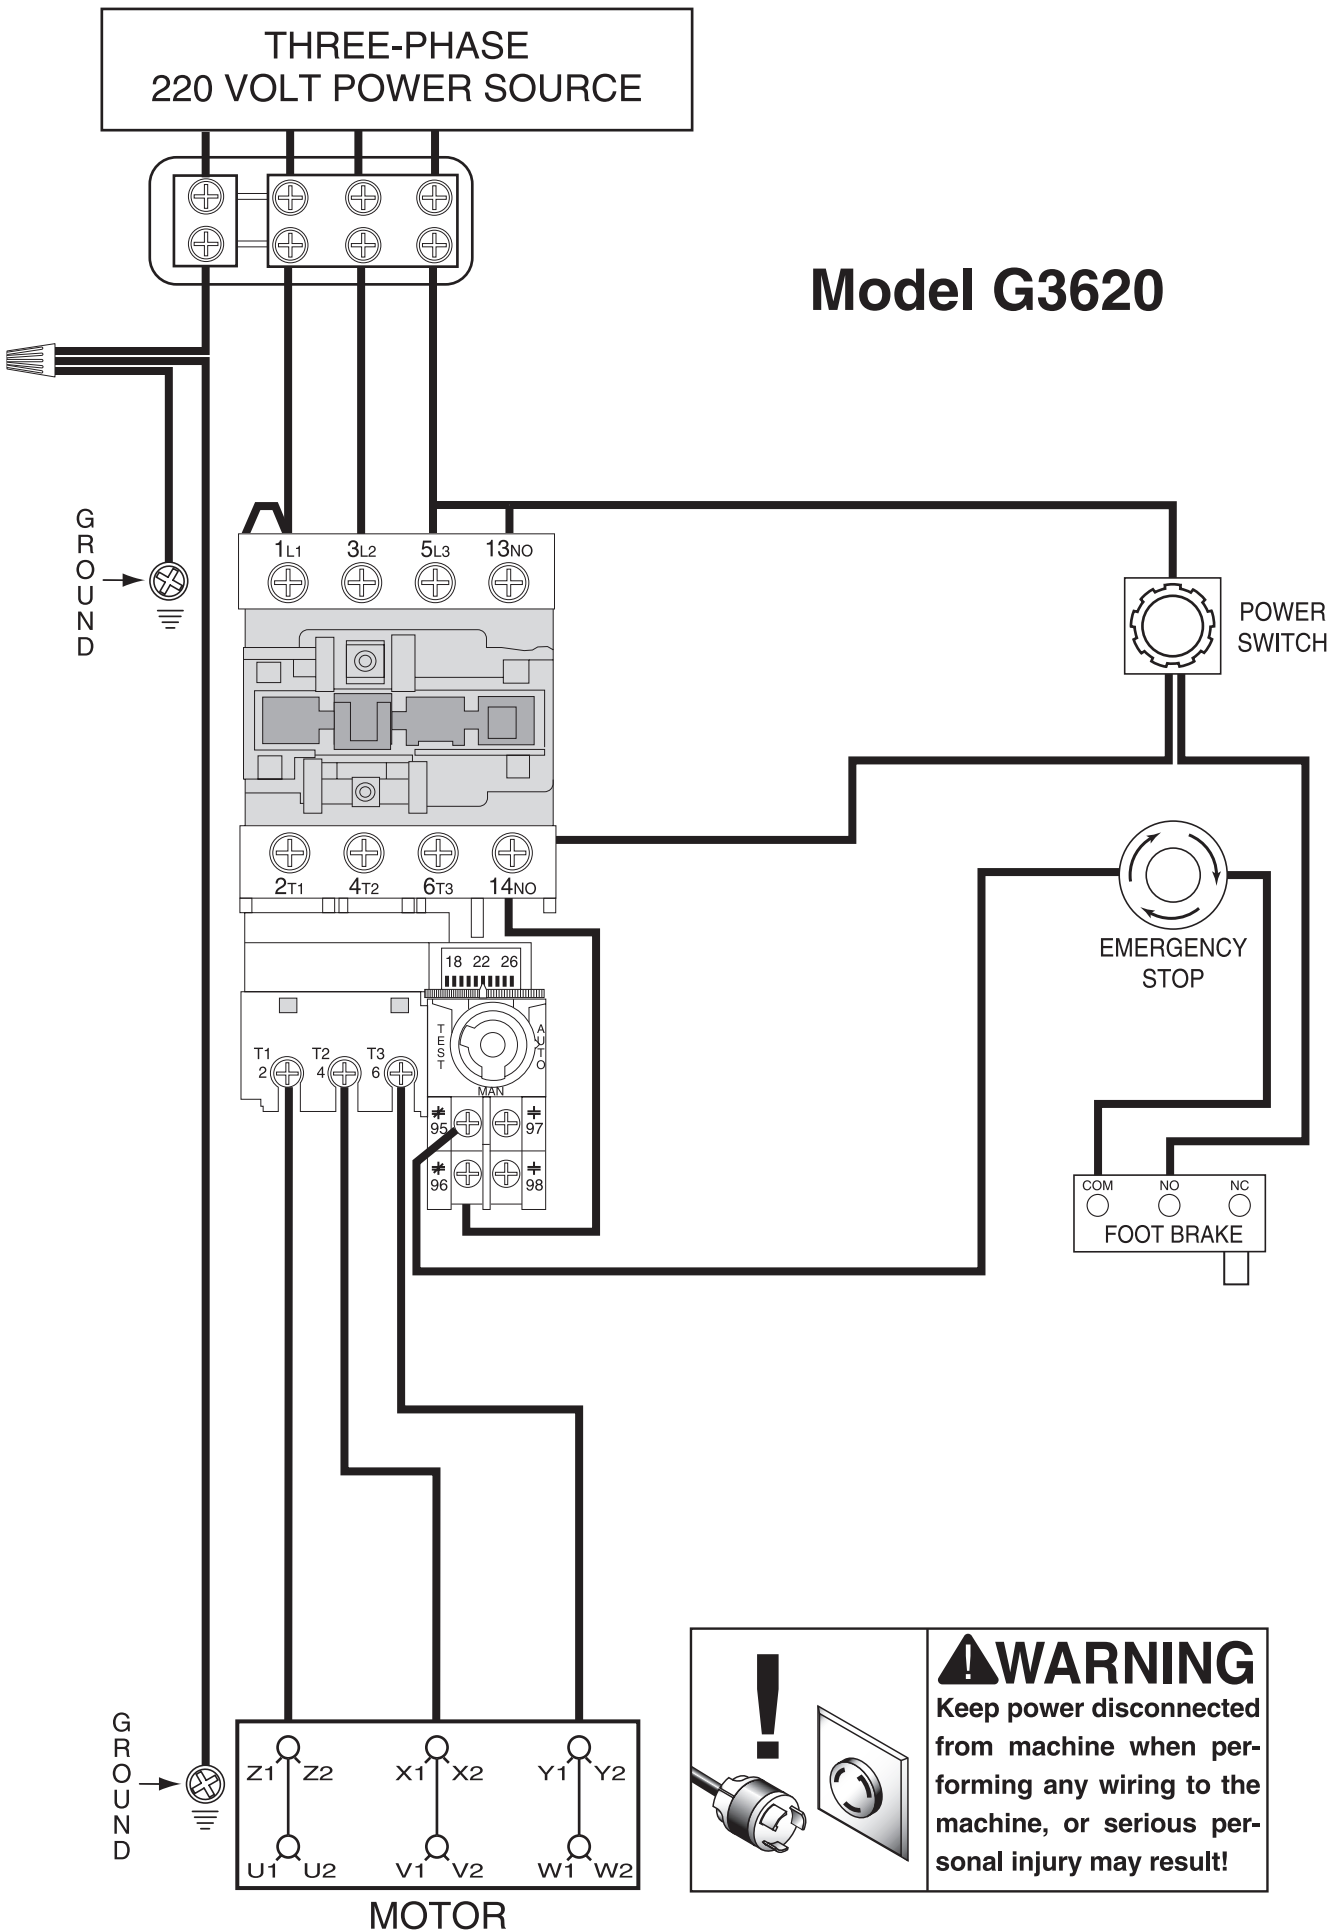 THREE-PHASE
220 VOLT POWER SOURCE
Model G3620
GROUND
1L1 3L2 5L3 13NO
POWER
SWITCH
2T1 4T2 6T3 14NO
EMERGENCY
STOP
18 22 26
TEST
AUTO
MAN
T1 T2 T3
2 4 6
95 97
96 98
COM NO NC
FOOT BRAKE
GROUND
Z1 Z2 X1 X2 Y1 Y2
U1 U2 V1 V2 W1 W2
MOTOR
WARNING
Keep power disconnected
from machine when per-
forming any wiring to the
machine, or serious per-
sonal injury may result!